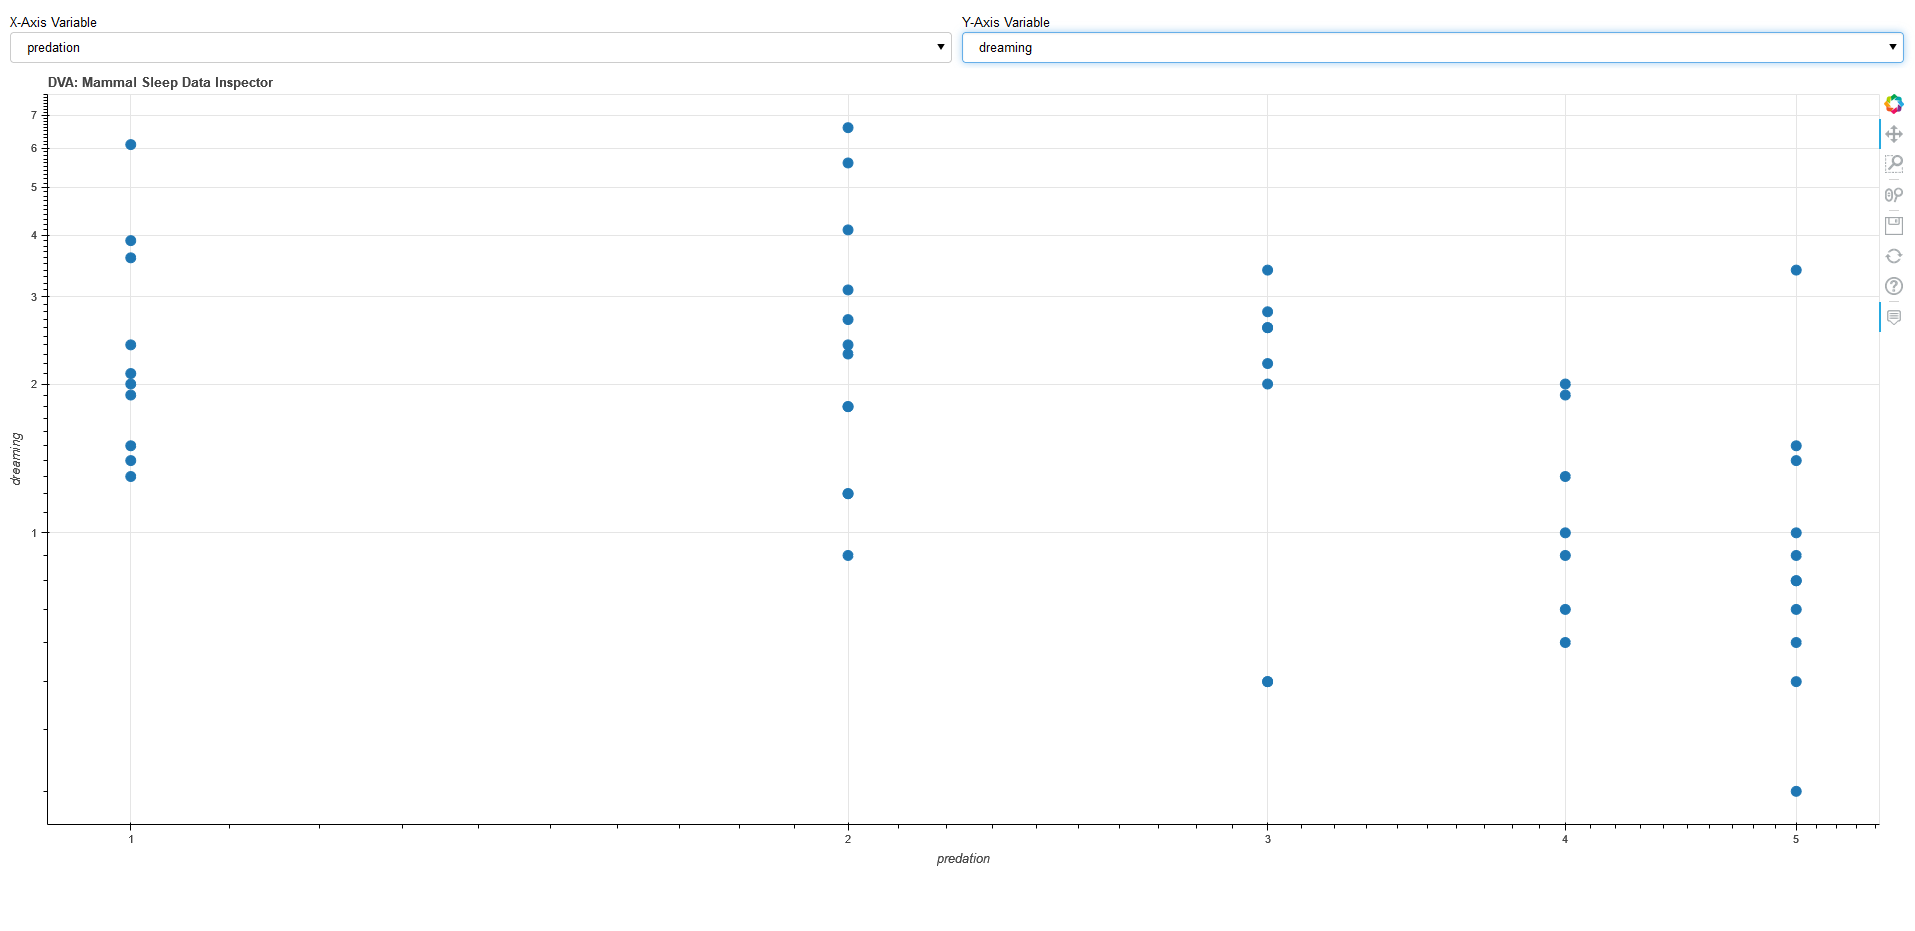 X-Axis Variable
Y-Axis Variable
predation
dreaming
DVA: Mammal Sleep Data Inspector
7
6
5
4
3
2
1
dreaming
1
2
3
4
5
predation